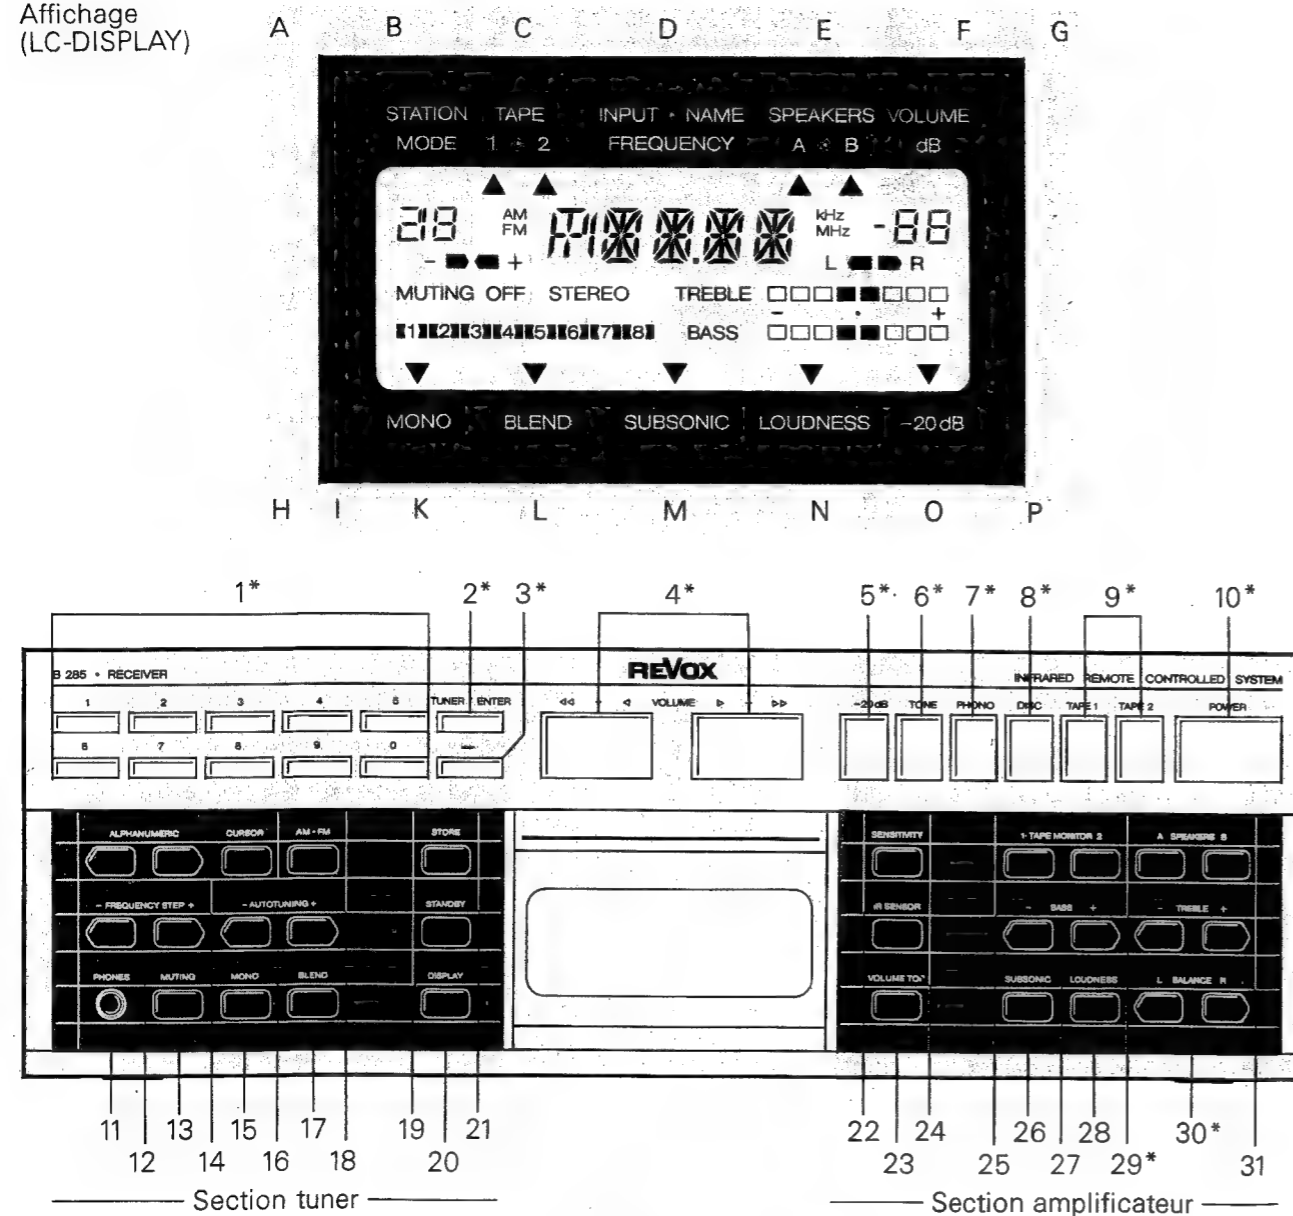 Affichage
(LC-DISPLAY)
A B C D E F G
STATION TAPE INPUT · NAME SPEAKERS VOLUME
MODE 1 2 FREQUENCY A B dB
218 AM FM kHz MHz -88
- + L R
MUTING OFF STEREO TREBLE
- · +
1 2 3 4 5 6 7 8 BASS
MONO BLEND SUBSONIC LOUDNESS -20dB
H I K L M N O P
1* 2* 3* 4* 5* 6* 7* 8* 9* 10*
B 285 • RECEIVER REVOX INFRARED REMOTE CONTROLLED SYSTEM
1 2 3 4 5 TUNER ENTER VOLUME -20dB TONE PHONO DISC TAPE 1 TAPE 2 POWER
6 7 8 9 0
ALPHANUMERIC CURSOR AM - FM STORE SENSITIVITY 1- TAPE MONITOR 2 A SPEAKERS B
- FREQUENCY STEP + - AUTOTUNING + STANDBY IR SENSOR - BASS + - TREBLE +
PHONES MUTING MONO BLEND DISPLAY VOLUME SUBSONIC LOUDNESS L BALANCE R
11 13 15 17 19 21 22 24 26 28 30*
12 14 16 18 20 23 25 27 29* 31
Section tuner Section amplificateur